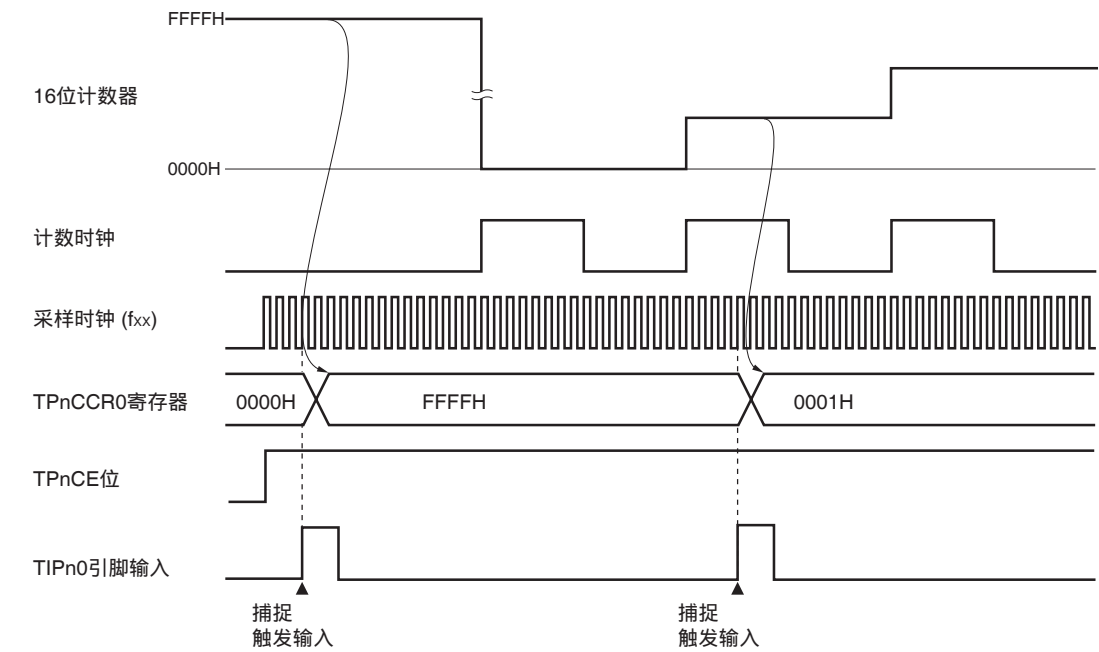 FFFFH
16位计数器
0000H
计数时钟
采样时钟 (fxx)
TPnCCR0寄存器 0000H FFFFH 0001H
TPnCE位
TIPn0引脚输入
捕捉 捕捉
触发输入 触发输入